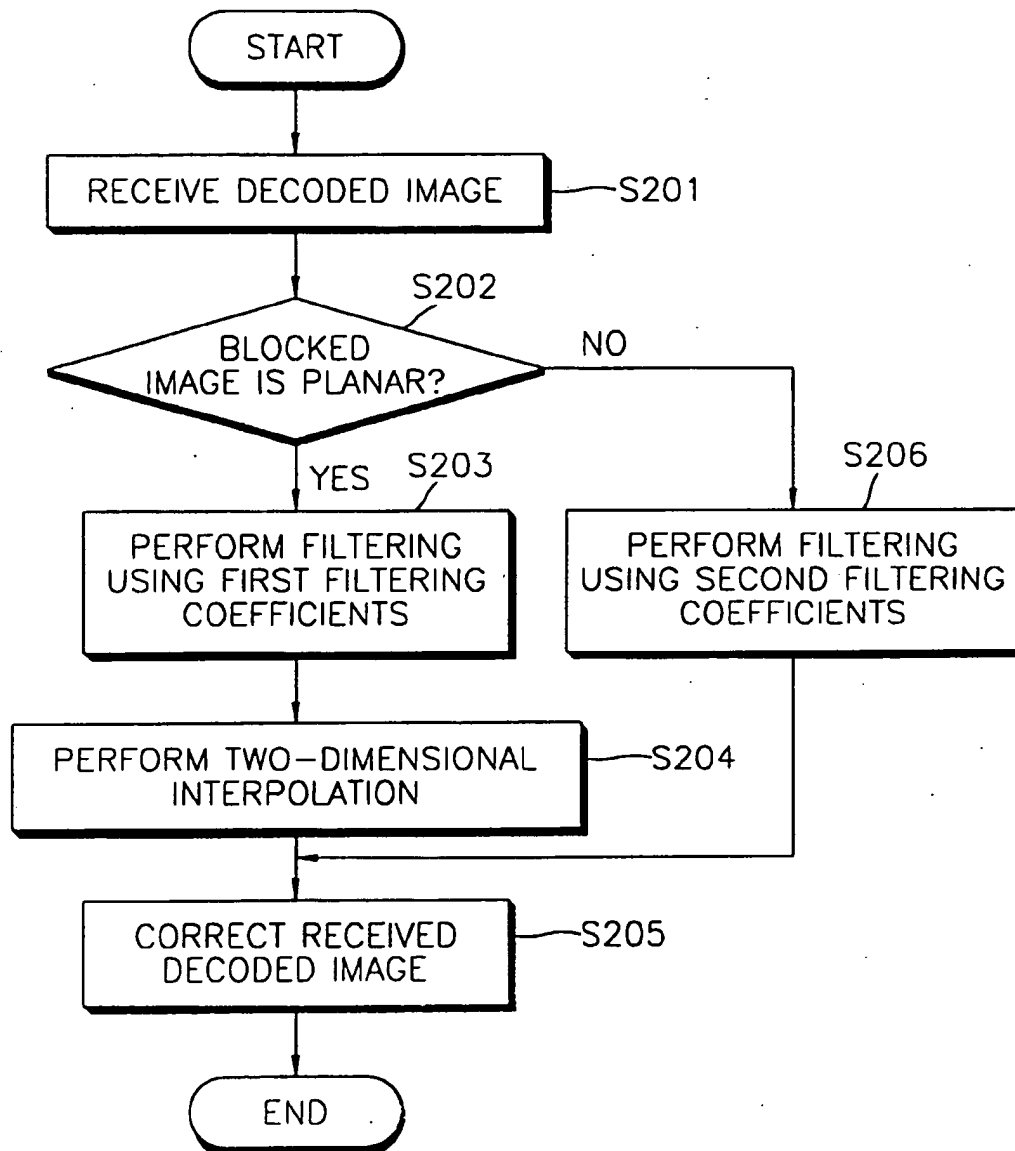 START
RECEIVE DECODED IMAGE
S201
S202
BLOCKED
IMAGE IS PLANAR?
NO
YES
S203
PERFORM FILTERING
USING FIRST FILTERING
COEFFICIENTS
S206
PERFORM FILTERING
USING SECOND FILTERING
COEFFICIENTS
PERFORM TWO-DIMENSIONAL
INTERPOLATION
S204
CORRECT RECEIVED
DECODED IMAGE
S205
END